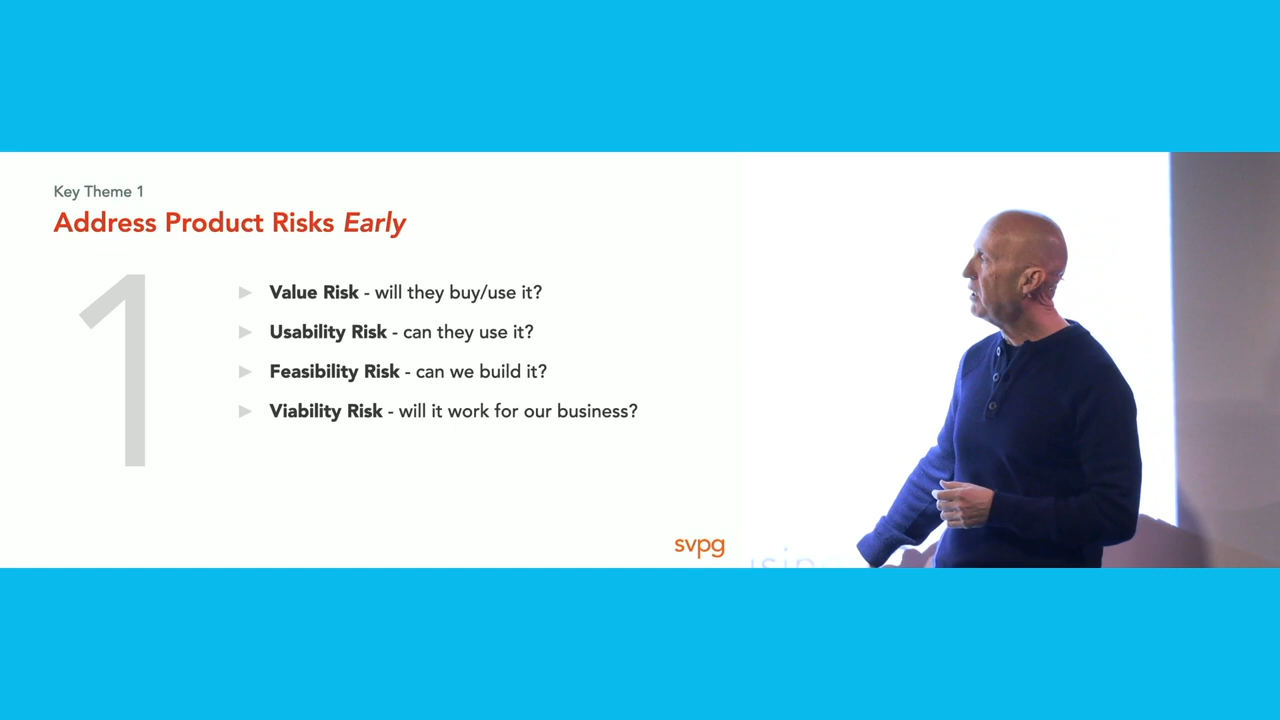 Key Theme 1
Address Product Risks Early
1
Value Risk - will they buy/use it?
Usability Risk - can they use it?
Feasibility Risk - can we build it?
Viability Risk - will it work for our business?
svpg